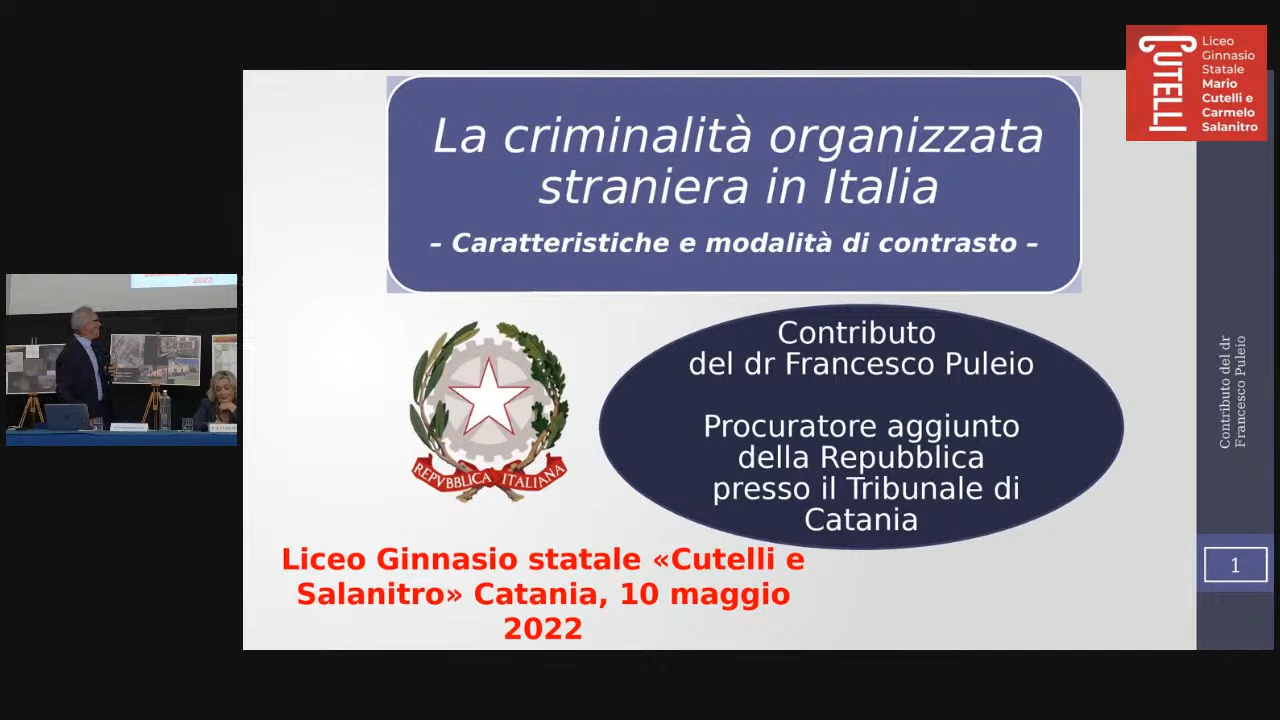 La criminalità organizzata
straniera in Italia
– Caratteristiche e modalità di contrasto –
Contributo
del dr Francesco Puleio
Procuratore aggiunto
della Repubblica
presso il Tribunale di
Catania
REPVBBLICA ITALIANA
Liceo Ginnasio statale «Cutelli e
Salanitro» Catania, 10 maggio
2022
CUTELLI
Liceo
Ginnasio
Statale
Mario
Cutelli e
Carmelo
Salanitro
Contributo del dr
Francesco Puleio
1
2022